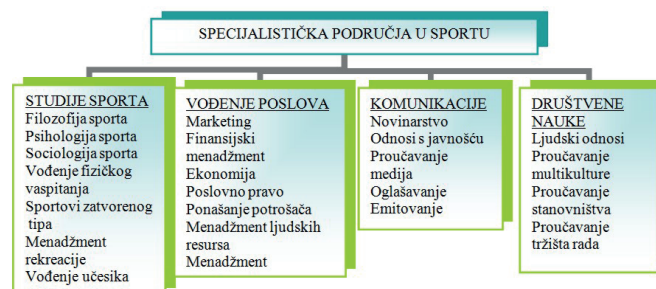 SPECIJALISTIČKA PODRUČJA U SPORTU
STUDIJE SPORTA
Filozofija sporta
Psihologija sporta
Sociologija sporta
Vođenje fizičkog
vaspitanja
Sportovi zatvorenog
tipa
Menadžment
rekreacije
Vođenje učesika
VOĐENJE POSLOVA
Marketing
Finansijski
menadžment
Ekonomija
Poslovno pravo
Ponašanje potrošača
Menadžment ljudskih
resursa
Menadžment
KOMUNIKACIJE
Novinarstvo
Odnosi s javnošću
Proučavanje
medija
Oglašavanje
Emitovanje
DRUŠTVENE
NAUKE
Ljudski odnosi
Proučavanje
multikulture
Proučavanje
stanovništva
Proučavanje
tržišta rada